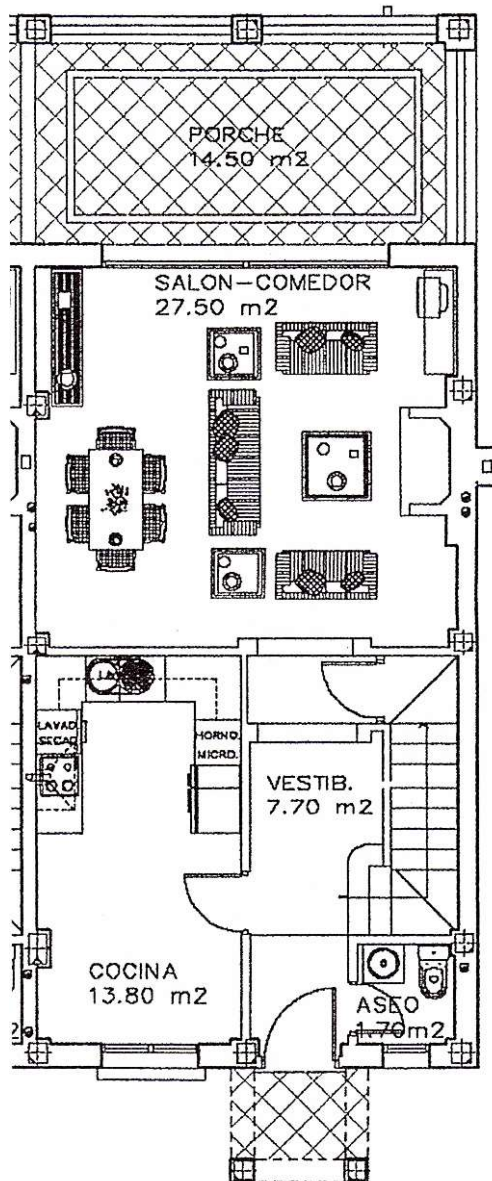 PORCHE
14.50 m2
SALON-COMEDOR
27.50 m2
LAVAD.
SECAD.
HORNO.
MICRO.
VESTIB.
7.70 m2
COCINA
13.80 m2
ASEO
1.70m2